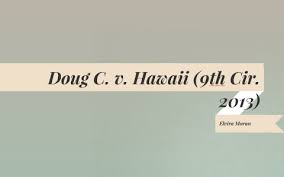 Doug C. v. Hawaii (9th Cir.
2013)
Elvira Moran